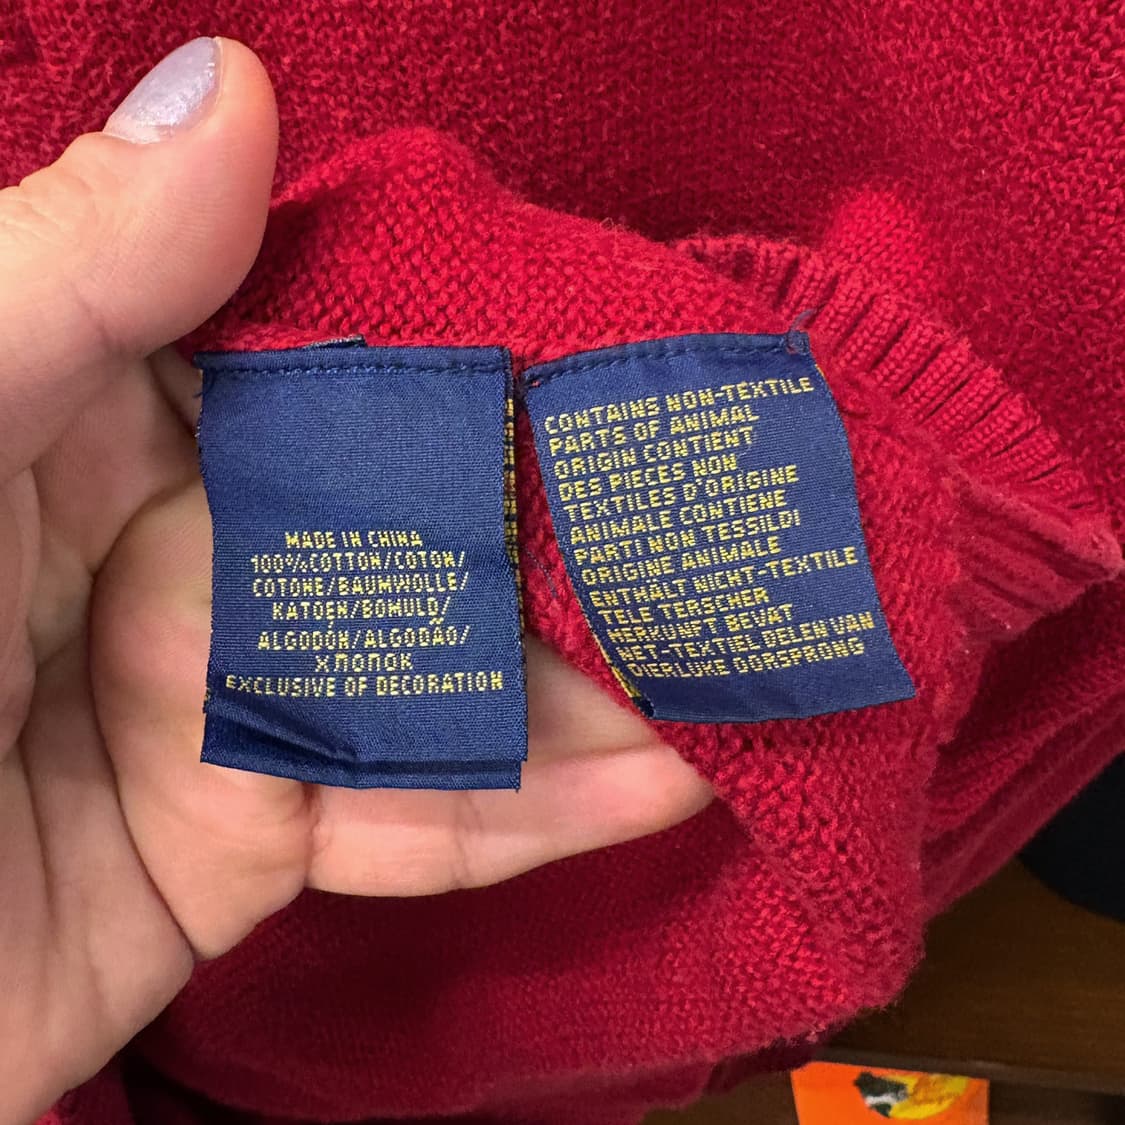 MADE IN CHINA
100%COTTON/COTON/
COTONE/BAUMWOLLE/
KATOEN/BOMULD/
ALGODÓN/ALGODÃO/
ХЛОПОК
EXCLUSIVE OF DECORATION
CONTAINS NON-TEXTILE
PARTS OF ANIMAL
ORIGIN CONTIENT
DES PIECES NON
TEXTILES D'ORIGINE
ANIMALE CONTIENE
PARTI NON TESSILDI
ORIGINE ANIMALE
ENTHÄLT NICHT-TEXTILE
TELE TERSCHER
HERKUNFT BEVAT
NET-TEXTIEL DELEN VAN
DIERLIJKE OORSPRONG